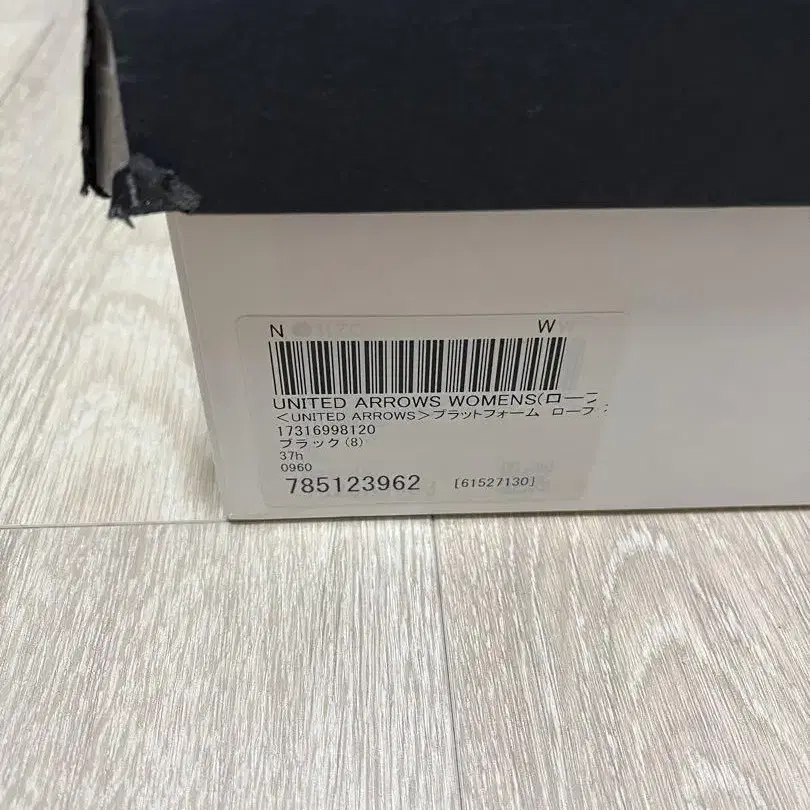 N W
UNITED ARROWS WOMENS(ローフ
<UNITED ARROWS>プラットフォーム ローフ
17316998120
ブラック(8)
37h
0960
785123962 [61527130]